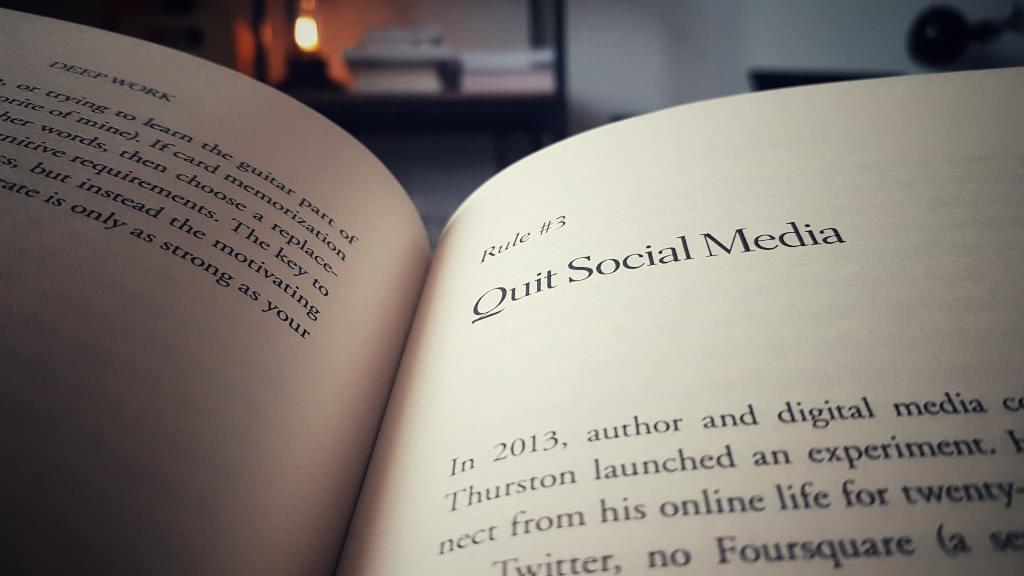 DEEP WORK
, or trying to learn the guitar part of
orite of mine). If card memorization
her words, then choose a replace-
nitive requirements. The key to
cs, but instead the motivating
rate is only as strong as your
Rule #3
Quit Social Media
In 2013, author and digital media co
Thurston launched an experiment. H
nect from his online life for twenty-
Twitter, no Foursquare (a se